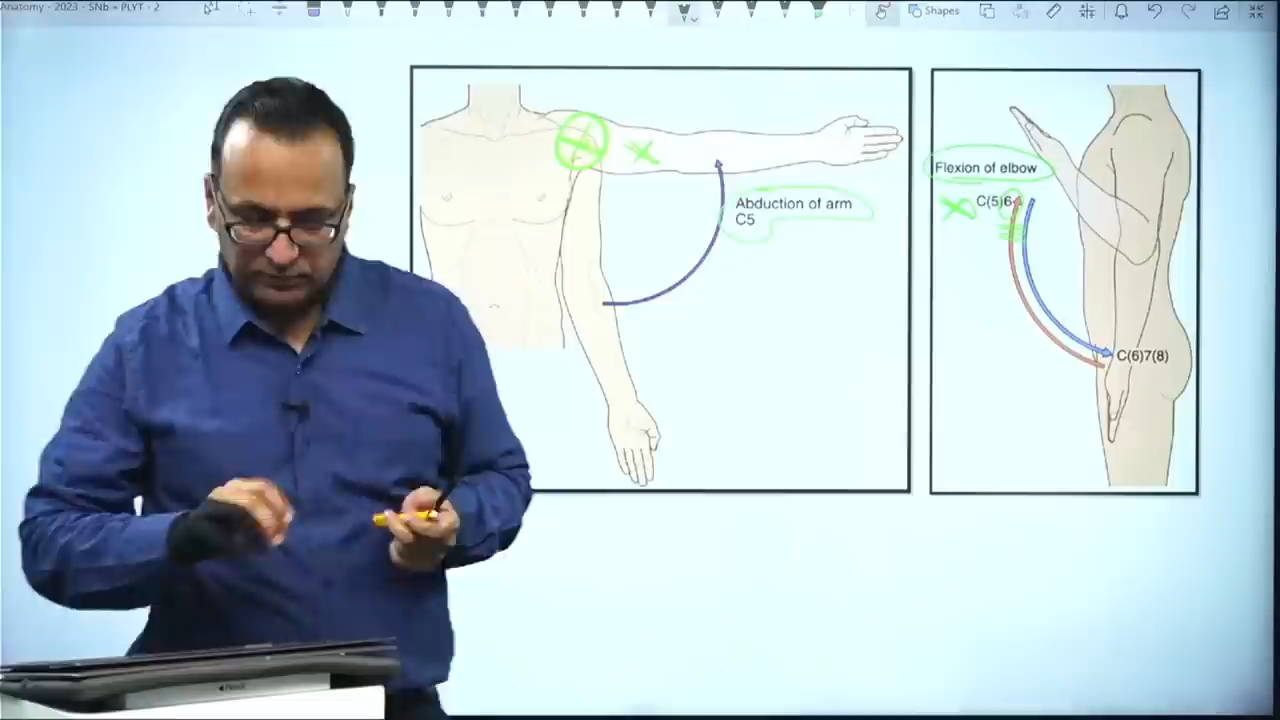 Anatomy - 2023 - SNb » PLYT - 2
Shapes
Abduction of arm
C5
Flexion of elbow
C(5)6
C(6)7(8)